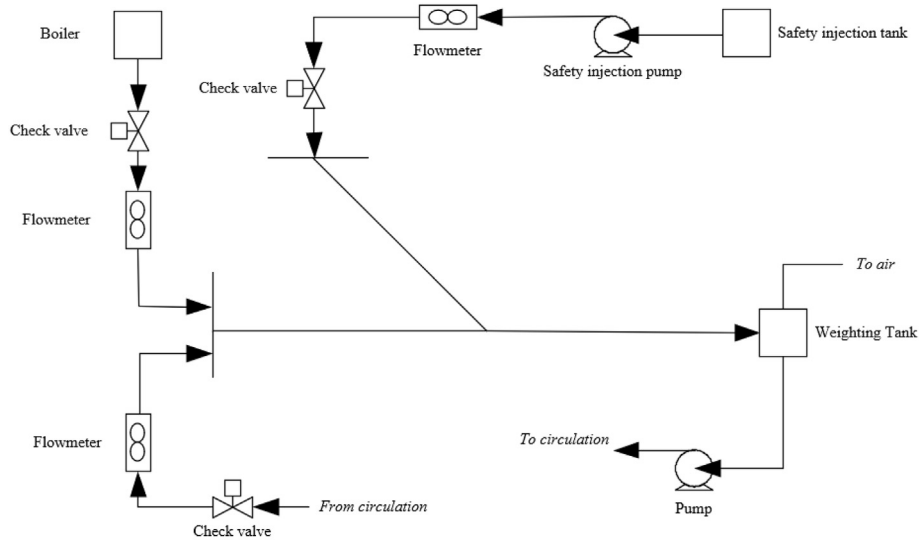 Boiler
Safety injection tank
Flowmeter
Safety injection pump
Check valve
Check valve
Flowmeter
To air
Weighting Tank
Flowmeter
To circulation
From circulation
Pump
Check valve